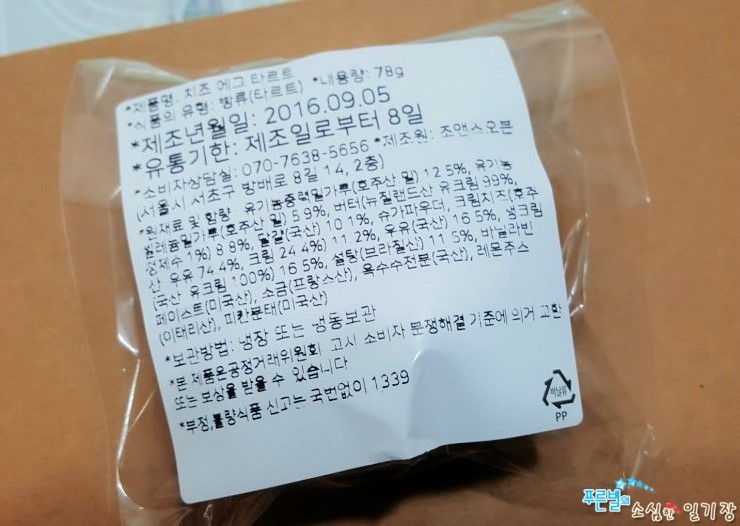 *제품명: 치즈 에그 타르트 *내용량: 78g
*식품의 유형: 빵류(타르트)
*제조년월일: 2016.09.05
*유통기한: 제조일로부터 8일
*소비자상담실: 070-7638-5656 *제조원: 조앤스오븐
(서울시 서초구 방배로 8길 14, 2층)
*원재료 및 함량 유기농중력밀가루(호주산 밀) 12 5%, 유기농
밀가루(호주산 밀) 5 9%, 버터(뉴질랜드산 유크림 99%,
정제수 1%) 8 8%, 달걀(국산) 10 1%, 슈가파우더, 크림치즈(호주
산 우유 74 4%, 크림 24 4%) 11 2%, 우유(국산) 16 5%, 생크림
(국산 유크림 100%) 16 5%, 설탕(브라질산) 11 5%, 바닐라빈
페이스트(미국산), 소금(프랑스산), 옥수수전분(국산), 레몬주스
(이태리산), 피칸분태(미국산)
*보관방법: 냉장 또는 냉동보관
*본 제품은공정거래위원회 고시 소비자 분쟁해결 기준에 의거 교환
또는 보상을 받을 수 있습니다
*부정,불량식품 신고는 국번없이 1339
비닐류
PP
푸른별의 소심한 일기장